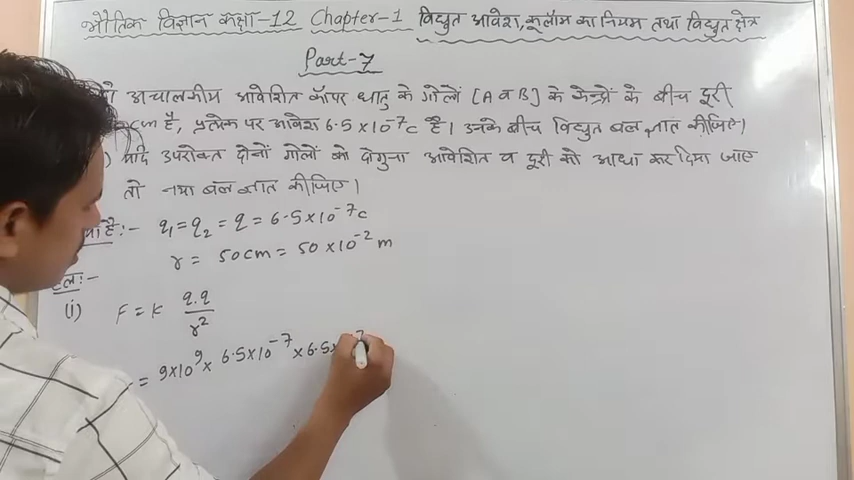 भौतिक विज्ञान कक्षा-12 Chapter-1 विद्युत आवेश, कूलॉम का नियम तथा विद्युत क्षेत्र
Part-7
अचालकीय आवेशित कॉपर धातु के गोलों [A व B] के केन्द्रों के बीच दूरी
cm है, प्रत्येक पर आवेश 6.5×10⁻⁷c है। उनके बीच विद्युत बल ज्ञात कीजिए।
) यदि उपरोक्त दोनों गोलों को दोगुना आवेशित व दूरी को आधा कर दिया जाए
तो नया बल ज्ञात कीजिए।
है:- q₁ = q₂ = q = 6.5×10⁻⁷c
r = 50cm = 50×10⁻² m
हल:-
(i) F = K q.q/r²
= 9×10⁹× 6.5×10⁻⁷ × 6.5×